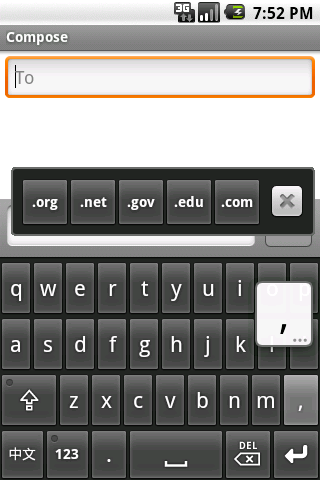 3G 7:52 PM
Compose
To
.org .net .gov .edu .com
q w e r t y u i o p
, ...
a s d f g h j k l
z x c v b n m ,
中文 123 . DEL